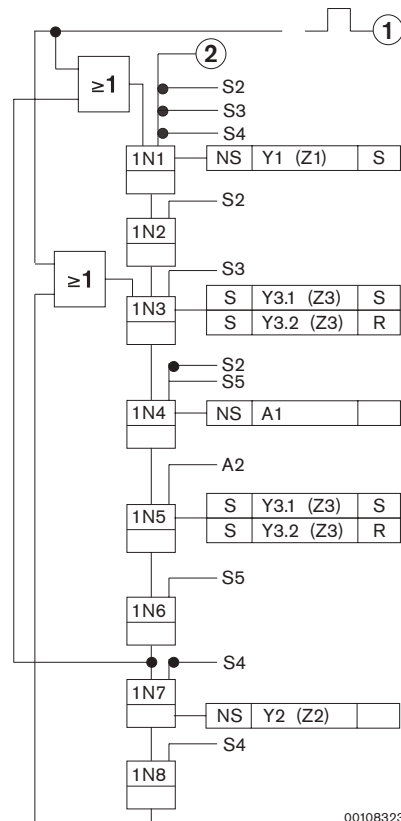 1
2
≥1
S2
S3
S4
1N1 NS Y1 (Z1) S
S2
1N2
≥1
S3
S Y3.1 (Z3) S
1N3
S Y3.2 (Z3) R
S2
S5
1N4 NS A1
A2
S Y3.1 (Z3) S
1N5
S Y3.2 (Z3) R
S5
1N6
S4
1N7
NS Y2 (Z2)
S4
1N8
00108323